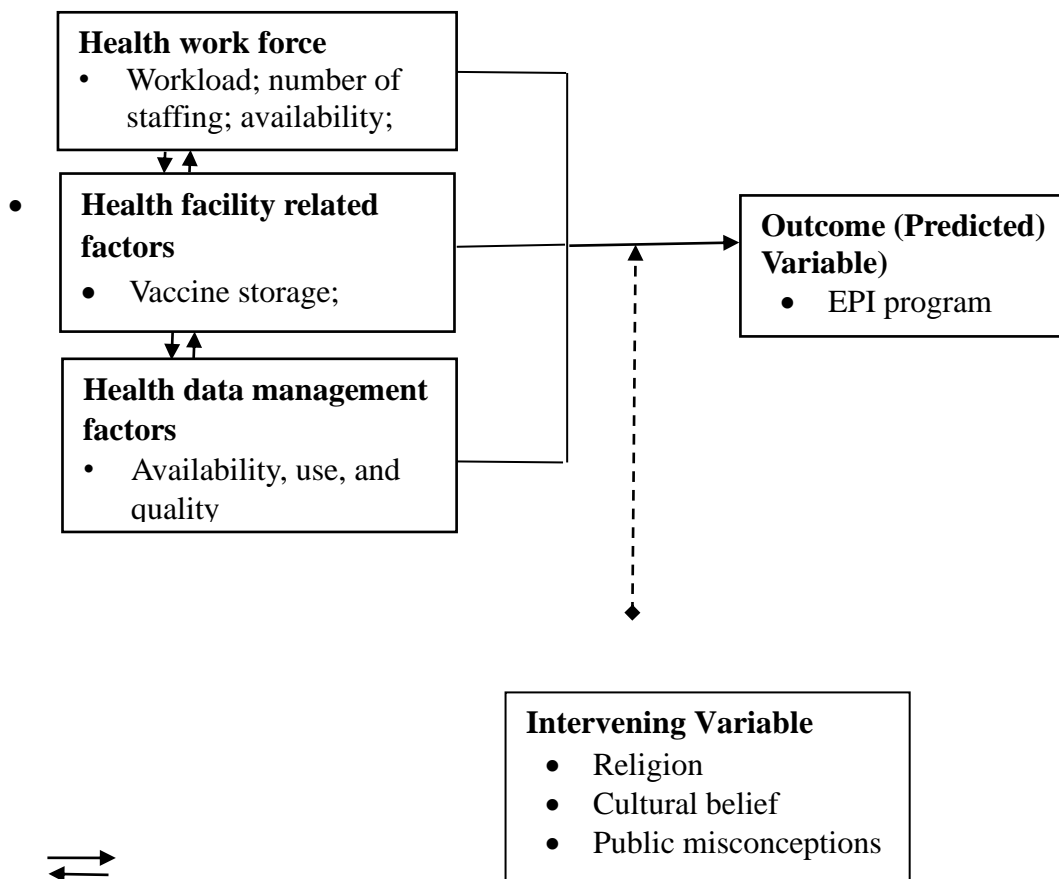 Health work force
• Workload; number of
staffing; availability;
•
Health facility related
factors
• Vaccine storage;
Health data management
factors
• Availability, use, and
quality
Outcome (Predicted)
Variable)
• EPI program
Intervening Variable
• Religion
• Cultural belief
• Public misconceptions